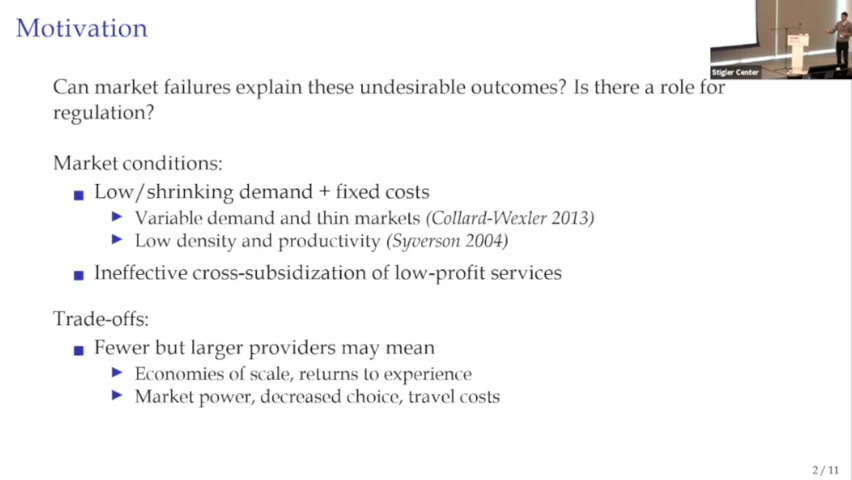 Motivation
Stigler Center
Can market failures explain these undesirable outcomes? Is there a role for
regulation?
Market conditions:
Low/shrinking demand + fixed costs
Variable demand and thin markets (Collard-Wexler 2013)
Low density and productivity (Syverson 2004)
Ineffective cross-subsidization of low-profit services
Trade-offs:
Fewer but larger providers may mean
Economies of scale, returns to experience
Market power, decreased choice, travel costs
2 / 11